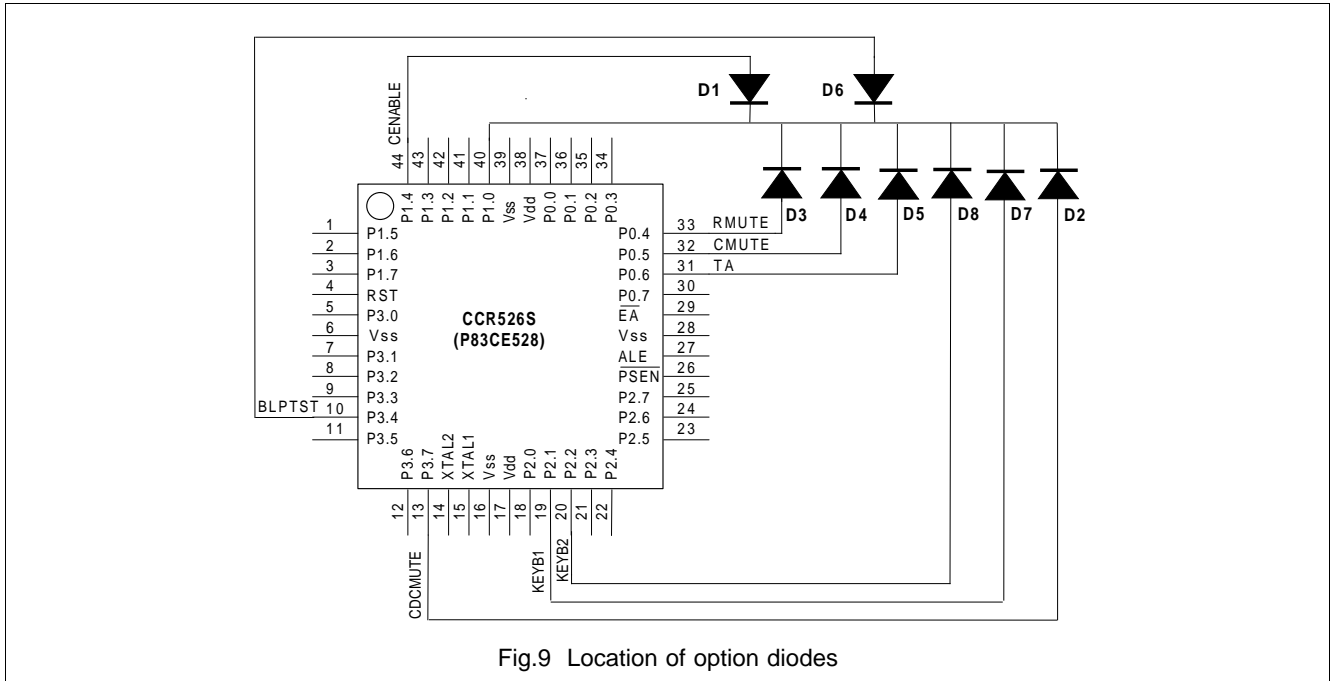 D1
D6
CENABLE
44
43
42
41
40
39
38
37
36
35
34
P1.4
P1.3
P1.2
P1.1
P1.0
Vss
Vdd
P0.0
P0.1
P0.2
P0.3
D3
D4
D5
D8
D7
D2
1 P1.5
2 P1.6
3 P1.7
4 RST
5 P3.0
6 Vss
7 P3.1
8 P3.2
9 P3.3
BLPTST 10 P3.4
11 P3.5
CCR526S
(P83CE528)
P0.4 33 RMUTE
P0.5 32 CMUTE
P0.6 31 TA
P0.7 30
EA 29
Vss 28
ALE 27
PSEN 26
P2.7 25
P2.6 24
P2.5 23
P3.6
P3.7
XTAL2
XTAL1
Vss
Vdd
P2.0
P2.1
P2.2
P2.3
P2.4
12
13
14
15
16
17
18
19
20
21
22
CDCMUTE
KEYB1
KEYB2
Fig.9 Location of option diodes